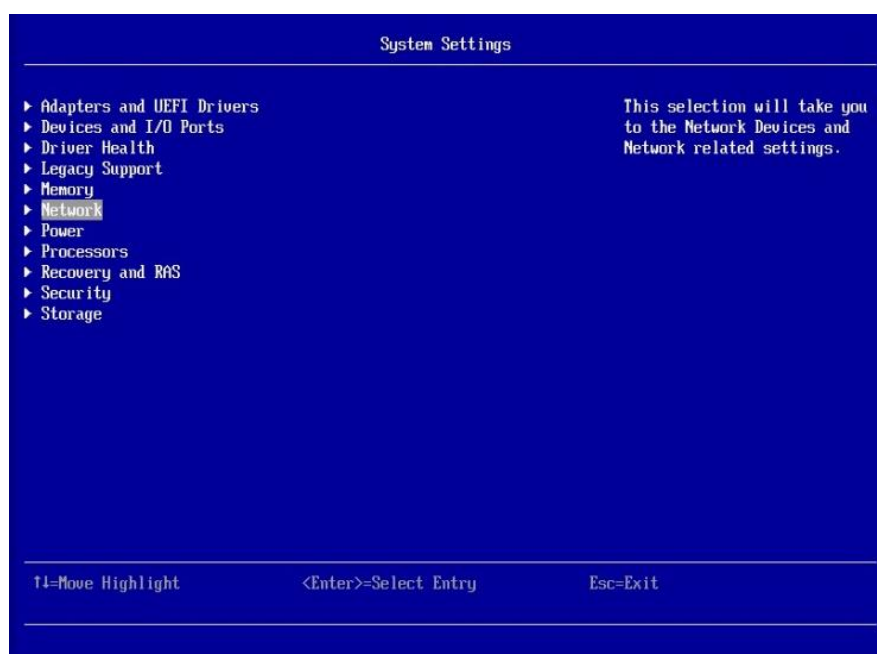 System Settings
▶ Adapters and UEFI Drivers
▶ Devices and I/O Ports
▶ Driver Health
▶ Legacy Support
▶ Memory
▶ Network
▶ Power
▶ Processors
▶ Recovery and RAS
▶ Security
▶ Storage
This selection will take you
to the Network Devices and
Network related settings.
↑↓=Move Highlight <Enter>=Select Entry Esc=Exit